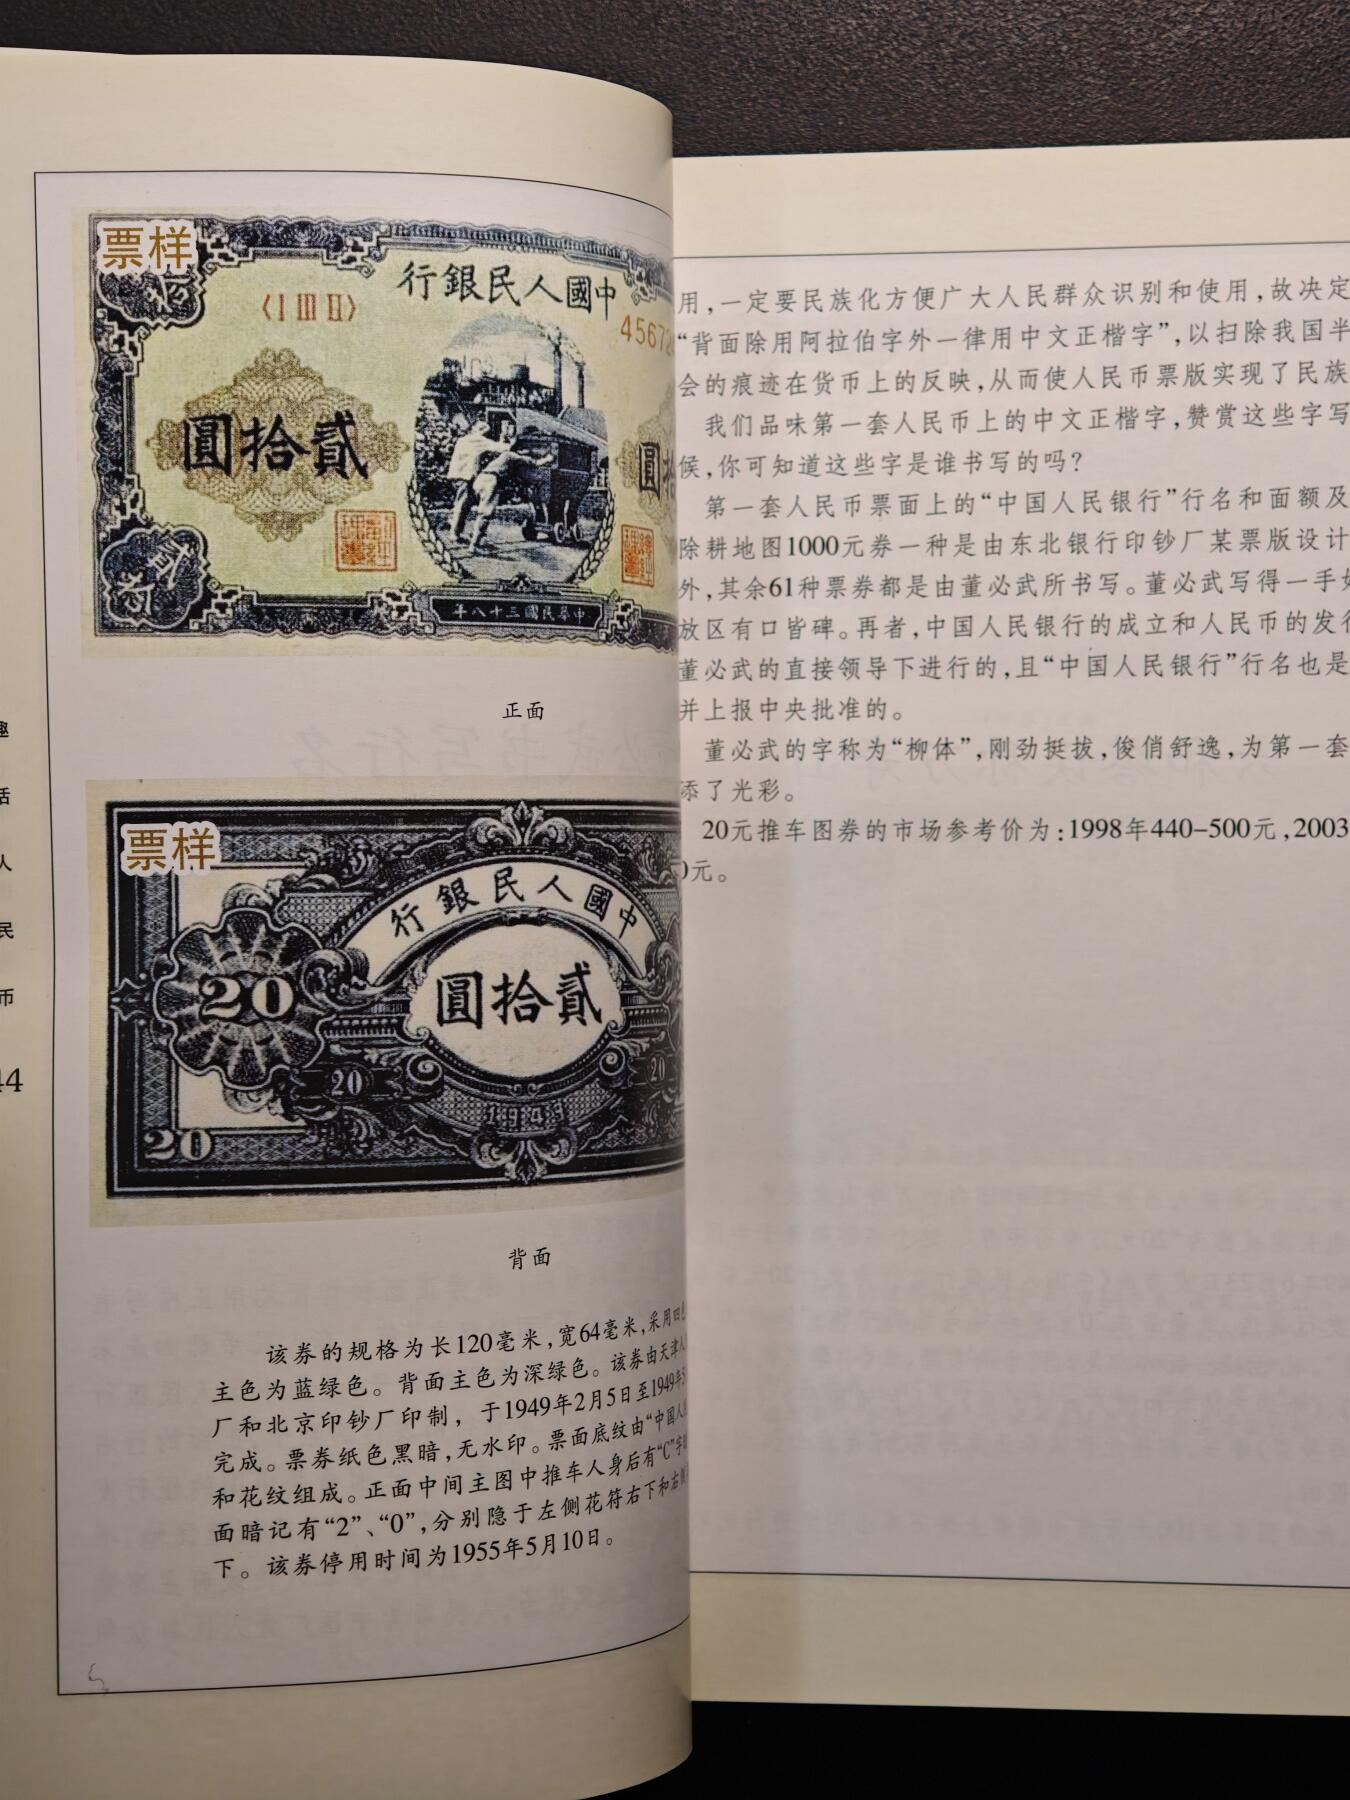 票样
中國人民銀行
〈I III II〉
45672
貳拾圓
圓
中華民國三十八年
正面
票样
中國人民銀行
20
貳拾圓
20
20
1949
20
背面
该券的规格为长120毫米，宽64毫米，采用四色
主色为蓝绿色。背面主色为深绿色。该券由天津人
厂和北京印钞厂印制，于1949年2月5日至1949年5
完成。票券纸色黑暗，无水印。票面底纹由“中国人民
和花纹组成。正面中间主图中推车人身后有“C”字暗
面暗记有“2”、“0”，分别隐于左侧花符右下和右侧
下。该券停用时间为1955年5月10日。
趣
活
人
民
币
44
用，一定要民族化方便广大人民群众识别和使用，故决定
“背面除用阿拉伯字外一律用中文正楷字”，以扫除我国半
会的痕迹在货币上的反映，从而使人民币票版实现了民族
我们品味第一套人民币上的中文正楷字，赞赏这些字写
候，你可知道这些字是谁书写的吗？
第一套人民币票面上的“中国人民银行”行名和面额及
除耕地图1000元券一种是由东北银行印钞厂某票版设计
外，其余61种票券都是由董必武所书写。董必武写得一手好
放区有口皆碑。再者，中国人民银行的成立和人民币的发行
董必武的直接领导下进行的，且“中国人民银行”行名也是
并上报中央批准的。
董必武的字称为“柳体”，刚劲挺拔，俊俏舒逸，为第一套
添了光彩。
20元推车图券的市场参考价为：1998年440-500元，2003
0元。